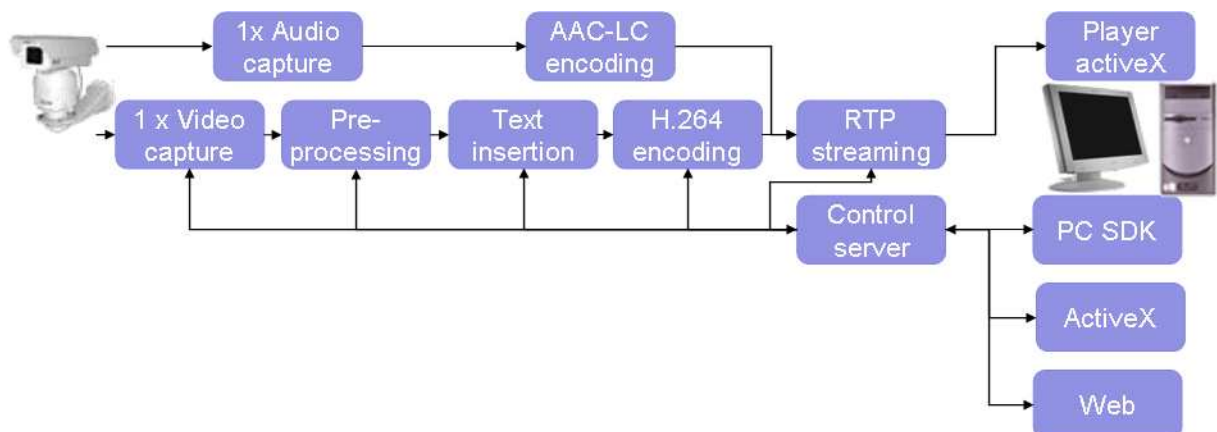 1x Audio
capture
AAC-LC
encoding
Player
activeX
1 x Video
capture
Pre-
processing
Text
insertion
H.264
encoding
RTP
streaming
Control
server
PC SDK
ActiveX
Web